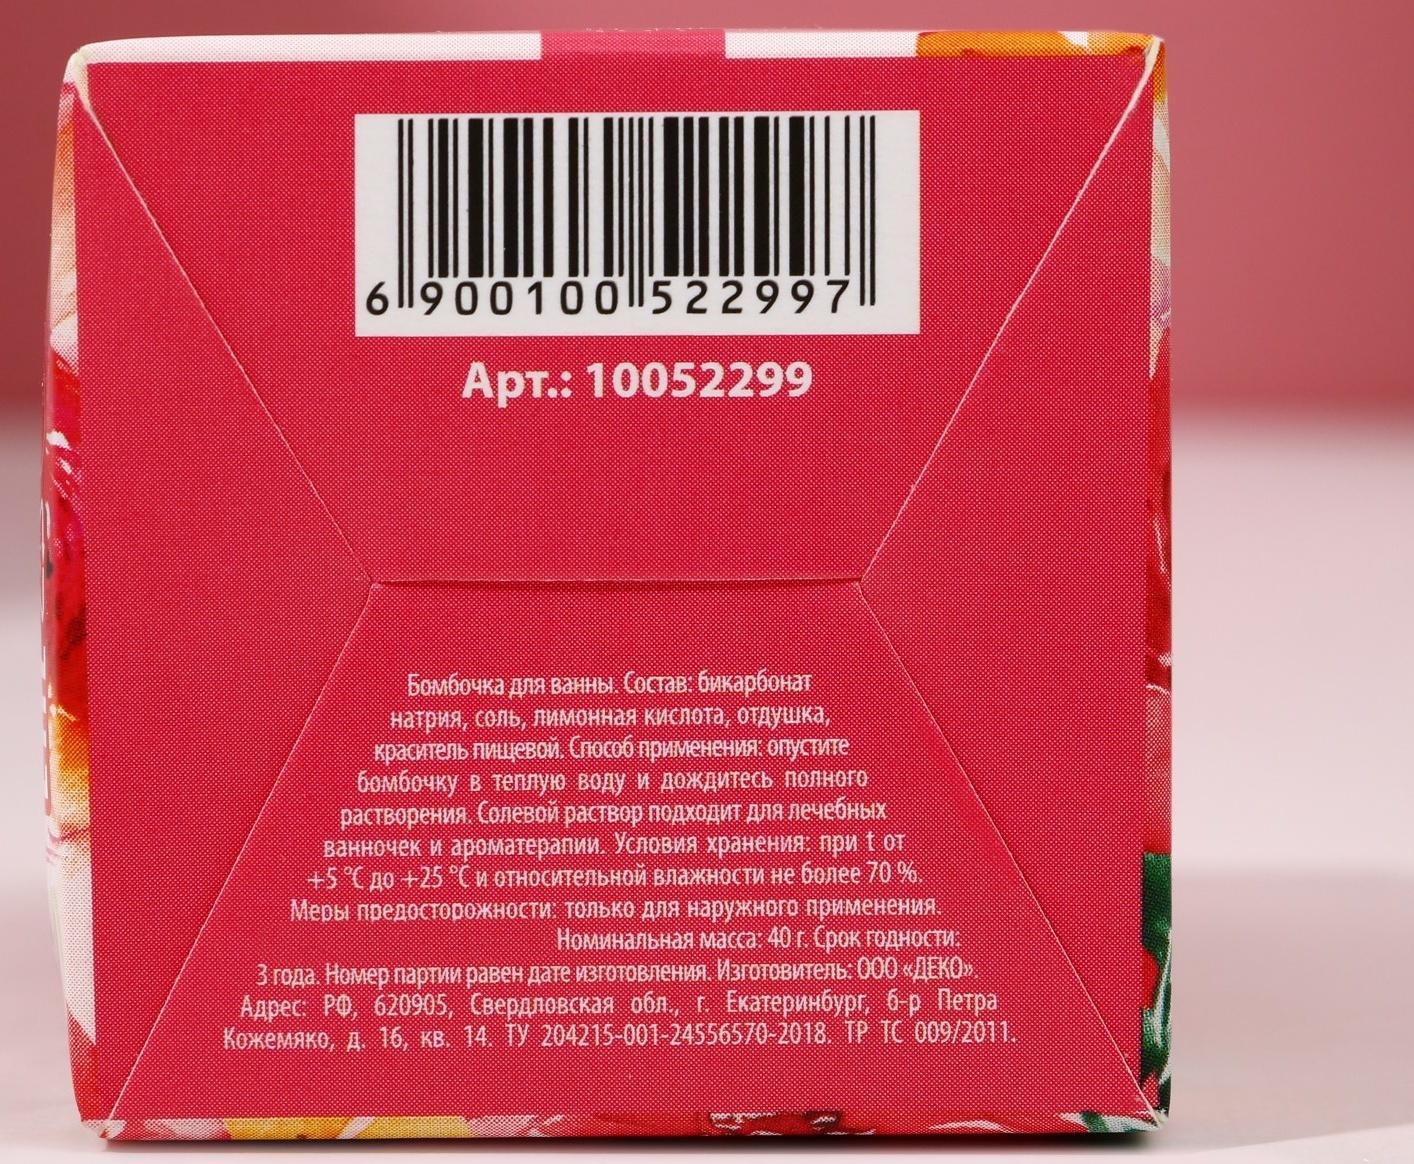 6 900100 522997
Арт.: 10052299
Бомбочка для ванны. Состав: бикарбонат
натрия, соль, лимонная кислота, отдушка,
краситель пищевой. Способ применения: опустите
бомбочку в теплую воду и дождитесь полного
растворения. Солевой раствор подходит для лечебных
ванночек и ароматерапии. Условия хранения: при t от
+5 °C до +25 °C и относительной влажности не более 70 %.
Меры предосторожности: только для наружного применения.
Номинальная масса: 40 г. Срок годности:
3 года. Номер партии равен дате изготовления. Изготовитель: ООО «ДЕКО».
Адрес: РФ, 620905, Свердловская обл., г. Екатеринбург, б-р Петра
Кожемяко, д. 16, кв. 14. ТУ 204215-001-24556570-2018. ТР ТС 009/2011.